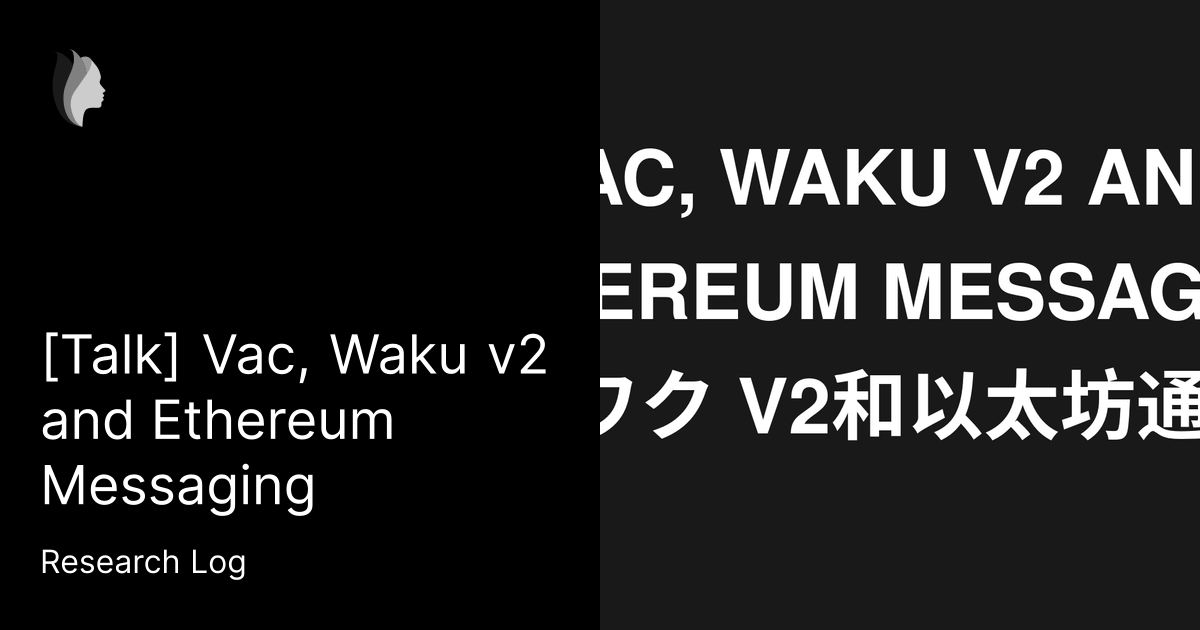 [Talk] Vac, Waku v2
and Ethereum
Messaging
Research Log
AC, WAKU V2 AN
EREUM MESSAG
ワク V2和以太坊通